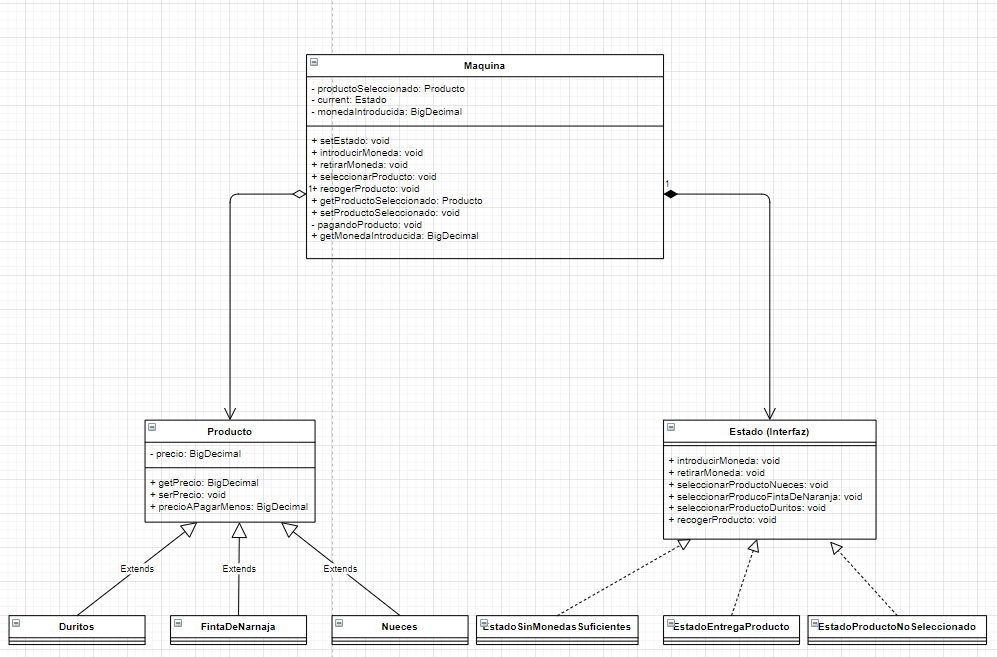 Maquina
- productoSeleccionado: Producto
- current: Estado
- monedaIntroducida: BigDecimal
+ setEstado: void
+ introducirMoneda: void
+ retirarMoneda: void
+ seleccionarProducto: void
1
+ recogerProducto: void
1
+ getProductoSeleccionado: Producto
+ setProductoSeleccionado: void
- pagandoProducto: void
+ getMonedaIntroducida: BigDecimal
Producto
- precio: BigDecimal
+ getPrecio: BigDecimal
+ serPrecio: void
+ precioAPagarMenos: BigDecimal
Estado (Interfaz)
+ introducirMoneda: void
+ retirarMoneda: void
+ seleccionarProductoNueces: void
+ seleccionarProducoFintaDeNaranja: void
+ seleccionarProductoDuritos: void
+ recogerProducto: void
Extends
Extends
Extends
Duritos
FintaDeNarnaja
Nueces
EstadoSinMonedasSuficientes
EstadoEntregaProducto
EstadoProductoNoSeleccionado